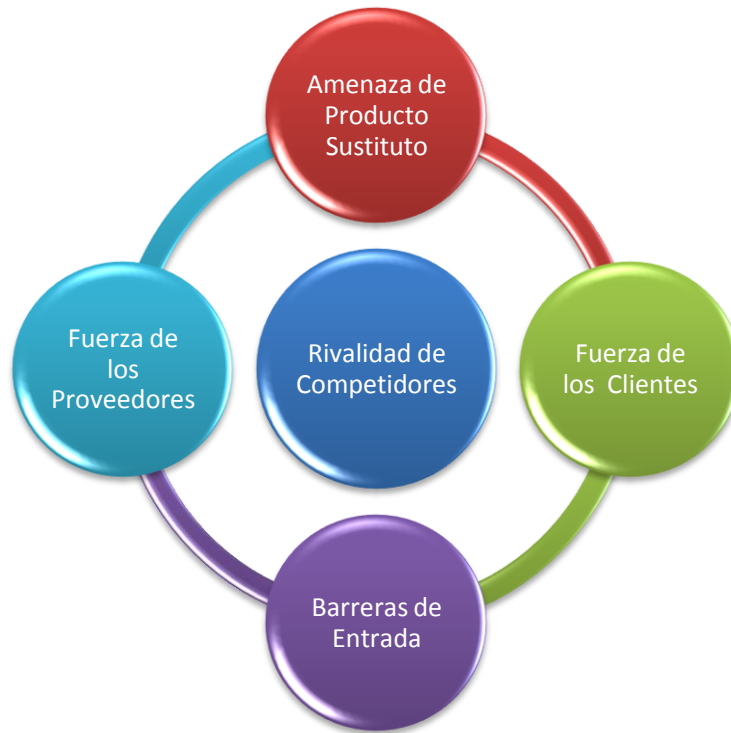 Amenaza de
Producto
Sustituto
Fuerza de
los
Proveedores
Rivalidad de
Competidores
Fuerza de
los Clientes
Barreras de
Entrada